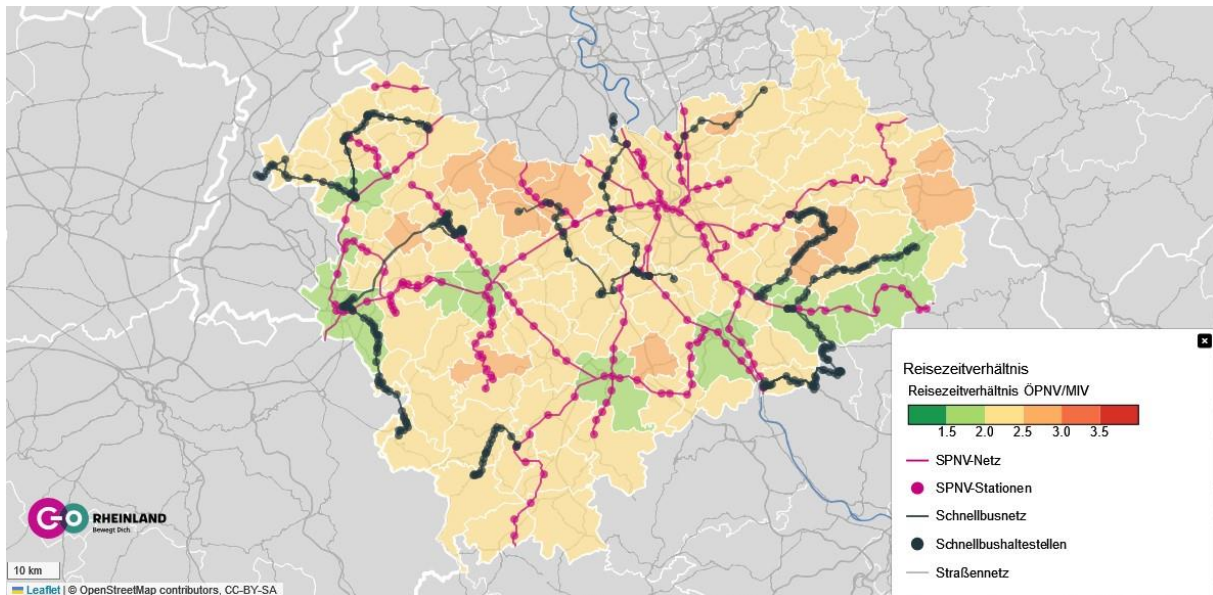 Reisezeitverhältnis
Reisezeitverhältnis ÖPNV/MIV
1.5 2.0 2.5 3.0 3.5
SPNV-Netz
SPNV-Stationen
Schnellbusnetz
Schnellbushaltestellen
Straßennetz
GO RHEINLAND
Bewegt Dich.
10 km
Leaflet | © OpenStreetMap contributors, CC-BY-SA